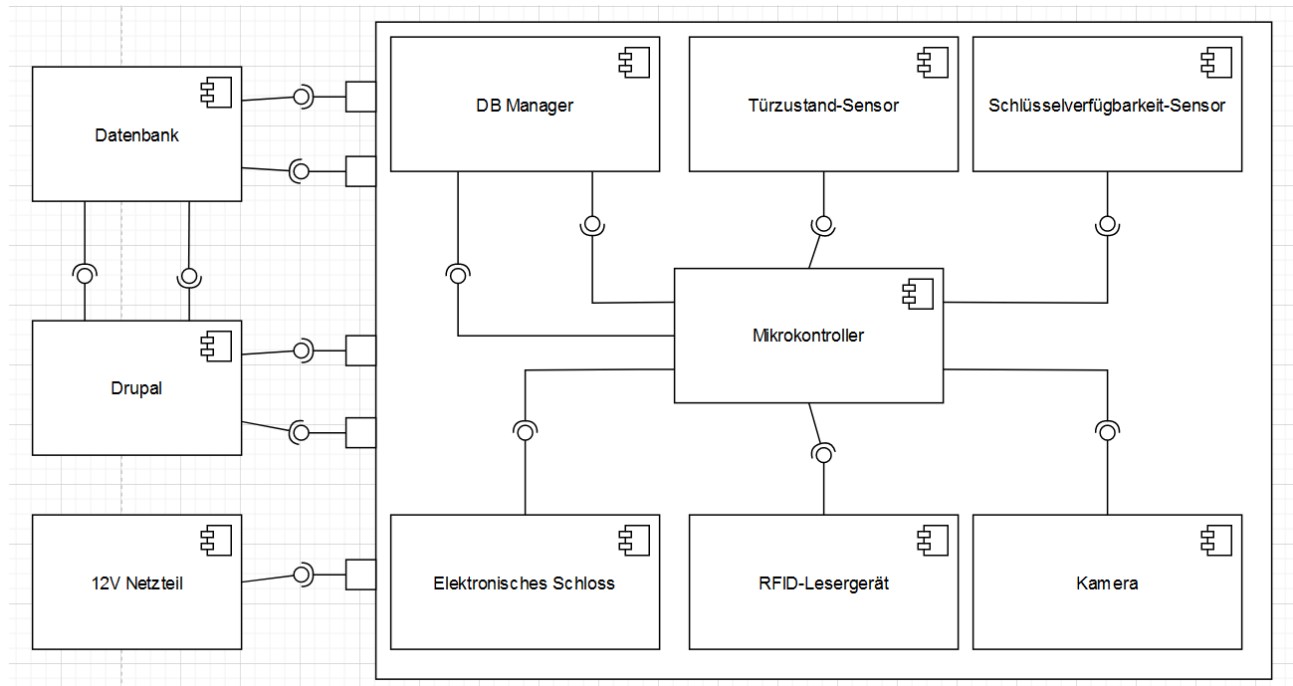 DB Manager
Türzustand-Sensor
Schlüsselverfügbarkeit-Sensor
Datenbank
Mikrokontroller
Drupal
12V Netzteil
Elektronisches Schloss
RFID-Lesergerät
Kamera